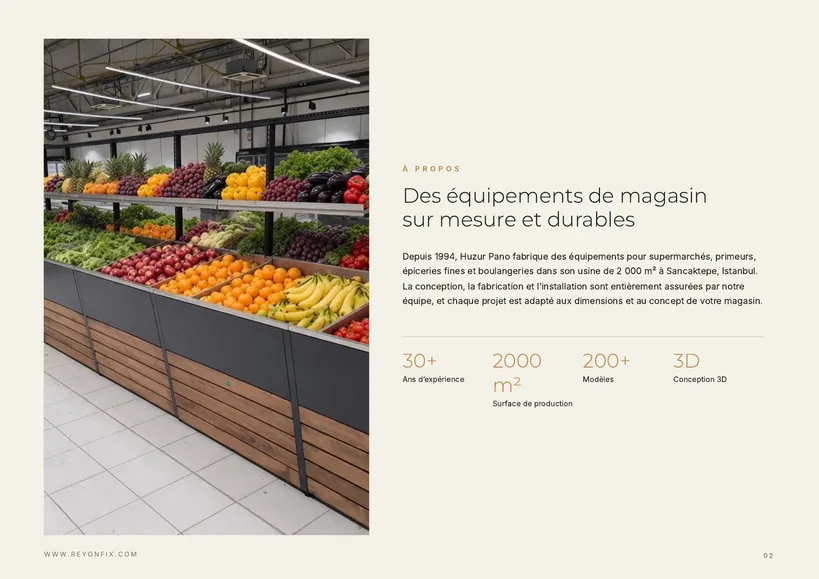 À PROPOS
Des équipements de magasin
sur mesure et durables
Depuis 1994, Huzur Pano fabrique des équipements pour supermarchés, primeurs,
épiceries fines et boulangeries dans son usine de 2 000 m² à Sancaktepe, Istanbul.
La conception, la fabrication et l'installation sont entièrement assurées par notre
équipe, et chaque projet est adapté aux dimensions et au concept de votre magasin.
30+
Ans d'expérience
2000
m²
Surface de production
200+
Modèles
3D
Conception 3D
WWW.REYONFIX.COM
02